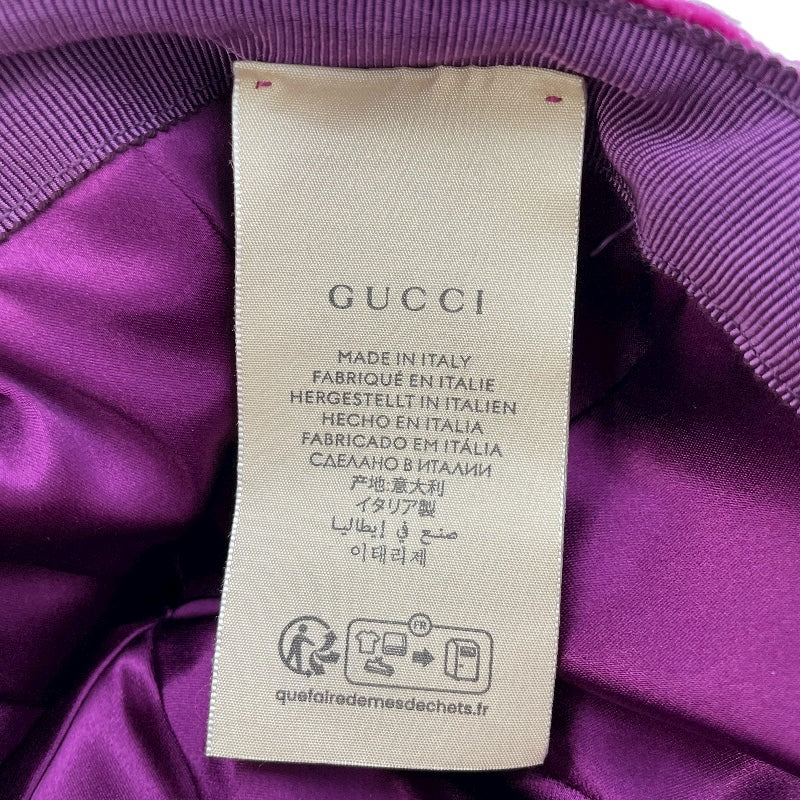 GUCCI
MADE IN ITALY
FABRIQUÉ EN ITALIE
HERGESTELLT IN ITALIEN
HECHO EN ITALIA
FABRICADO EM ITÁLIA
СДЕЛАНО В ИТАЛИИ
产地:意大利
イタリア製
صنع في إيطاليا
이태리제
FR
quefairedemesdechets.fr